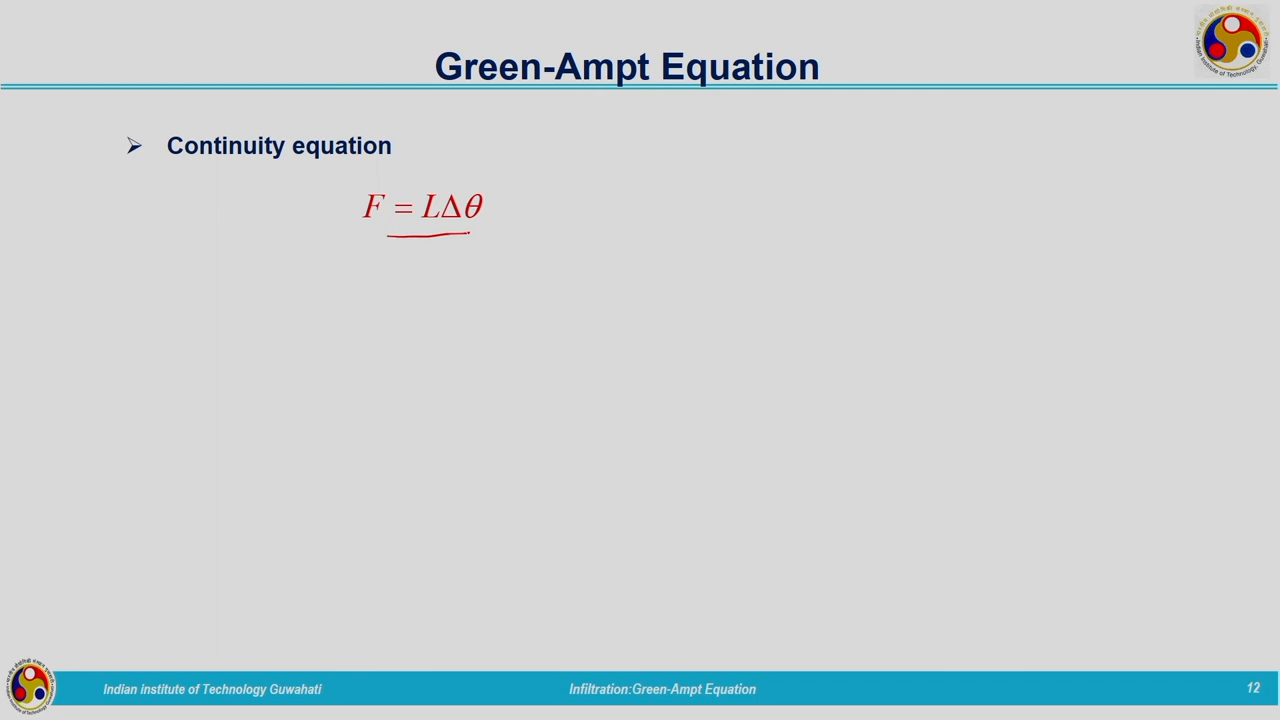 Green-Ampt Equation
➢ Continuity equation
F = LΔθ
Indian institute of Technology Guwahati
Infiltration:Green-Ampt Equation
12